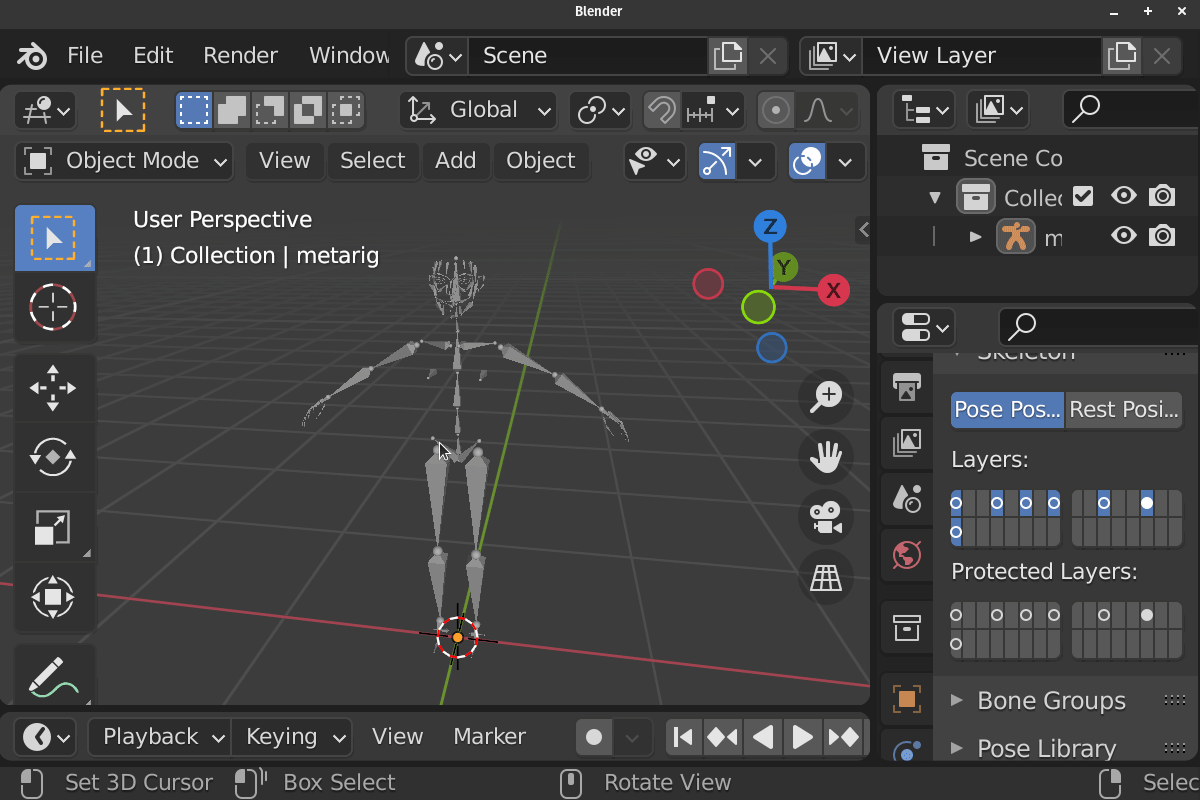 Blender
File Edit Render Window Scene View Layer
Global
Object Mode View Select Add Object
User Perspective
(1) Collection | metarig
Z
Y
X
Scene Co
Collec
m
Skeleton
Pose Pos... Rest Posi...
Layers:
Protected Layers:
Bone Groups
Pose Library
Playback Keying View Marker
Set 3D Cursor Box Select Rotate View Selec